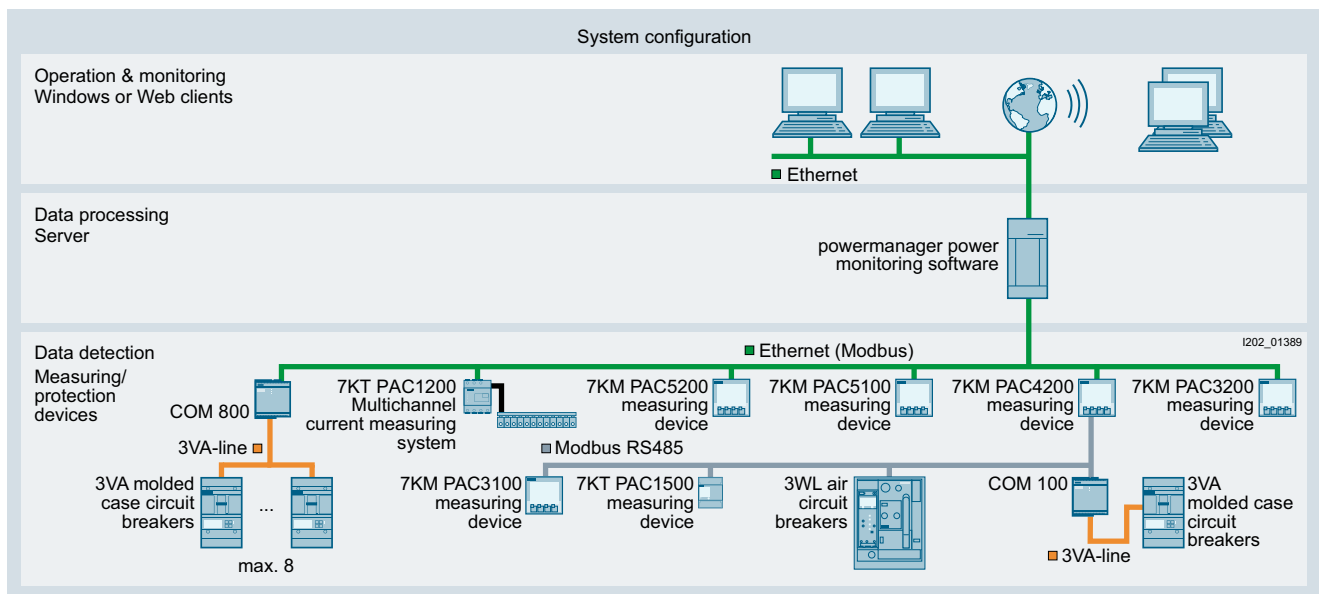 System configuration
Operation & monitoring
Windows or Web clients
Ethernet
Data processing
Server
powermanager power
monitoring software
I202_01389
Data detection
Measuring/
protection
devices
Ethernet (Modbus)
COM 800
7KT PAC1200
Multichannel
current measuring
system
7KM PAC5200
measuring
device
7KM PAC5100
measuring
device
7KM PAC4200
measuring
device
7KM PAC3200
measuring
device
3VA-line
Modbus RS485
3VA molded
case circuit
breakers
...
max. 8
7KM PAC3100
measuring
device
7KT PAC1500
measuring
device
3WL air
circuit
breakers
COM 100
3VA
molded case
circuit
breakers
3VA-line